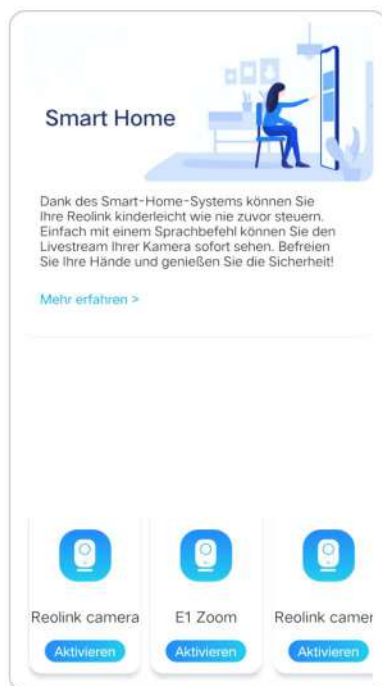 Smart Home
Dank des Smart-Home-Systems können Sie
Ihre Reolink kinderleicht wie nie zuvor steuern.
Einfach mit einem Sprachbefehl können Sie den
Livestream Ihrer Kamera sofort sehen. Befreien
Sie Ihre Hände und genießen Sie die Sicherheit!
Mehr erfahren >
Reolink camera E1 Zoom Reolink camer
Aktivieren Aktivieren Aktivieren